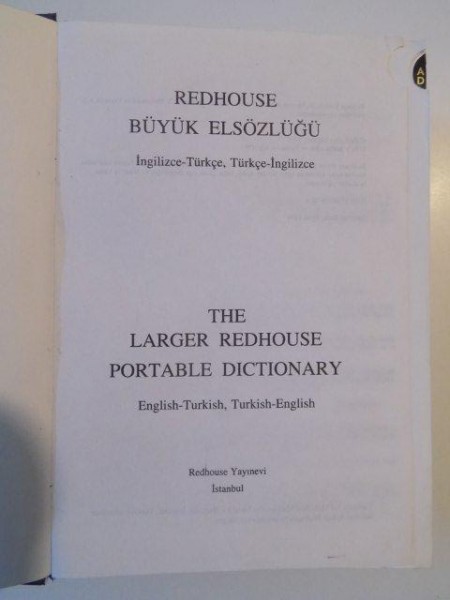 REDHOUSE
BÜYÜK ELSÖZLÜĞÜ
İngilizce-Türkçe, Türkçe-İngilizce
THE
LARGER REDHOUSE
PORTABLE DICTIONARY
English-Turkish, Turkish-English
Redhouse Yayınevi
İstanbul
AD